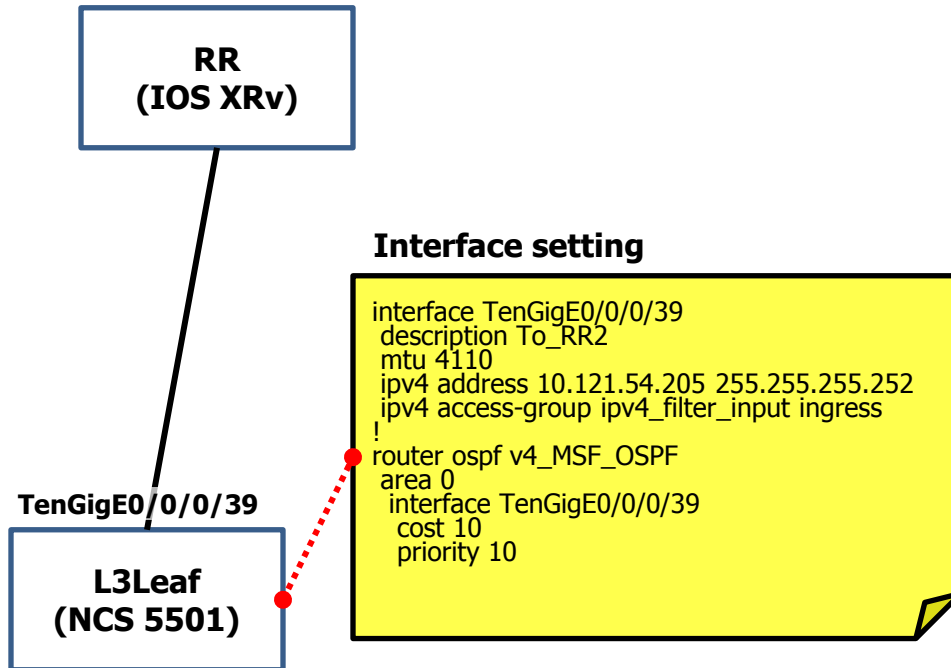 RR
(IOS XRv)
Interface setting
interface TenGigE0/0/0/39
description To_RR2
mtu 4110
ipv4 address 10.121.54.205 255.255.255.252
ipv4 access-group ipv4_filter_input ingress
!
router ospf v4_MSF_OSPF
area 0
interface TenGigE0/0/0/39
cost 10
priority 10
TenGigE0/0/0/39
L3Leaf
(NCS 5501)